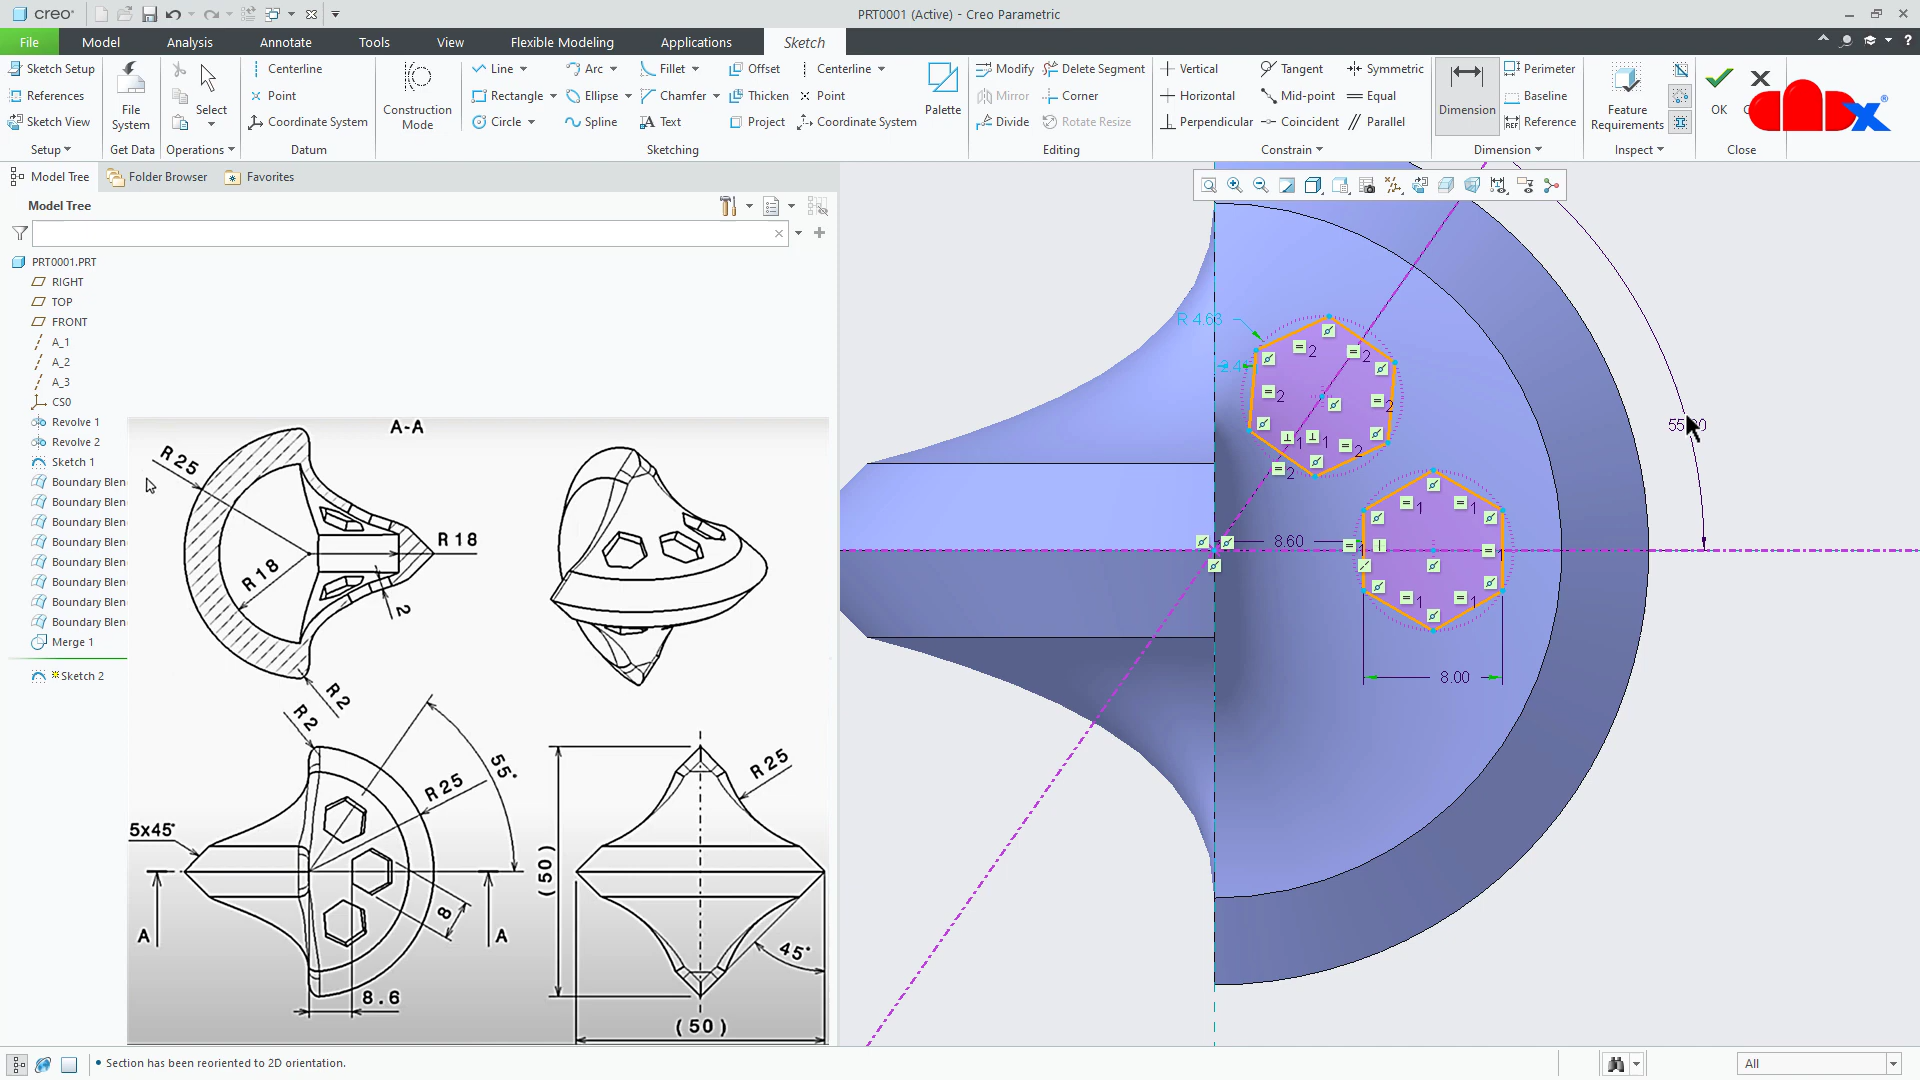 creo
PRT0001 (Active) - Creo Parametric
File
Model
Analysis
Annotate
Tools
View
Flexible Modeling
Applications
Sketch
Sketch Setup
References
Sketch View
Setup
File
System
Get Data
Select
Operations
Centerline
Point
Coordinate System
Datum
Construction
Mode
Line
Arc
Fillet
Offset
Centerline
Rectangle
Ellipse
Chamfer
Thicken
Point
Circle
Spline
Text
Project
Coordinate System
Palette
Sketching
Modify
Delete Segment
Mirror
Corner
Divide
Rotate Resize
Editing
Vertical
Tangent
Symmetric
Horizontal
Mid-point
Equal
Perpendicular
Coincident
Parallel
Constrain
Dimension
Perimeter
Baseline
Reference
Dimension
Feature
Requirements
Inspect
OK
Close
Model Tree
Folder Browser
Favorites
Model Tree
PRT0001.PRT
RIGHT
TOP
FRONT
A_1
A_2
A_3
CS0
Revolve 1
Revolve 2
Sketch 1
Boundary Blen
Boundary Blen
Boundary Blen
Boundary Blen
Boundary Blen
Boundary Blen
Boundary Blen
Boundary Blen
Merge 1
Sketch 2
A-A
R25
R18
R18
2
R2
R2
55°
R25
5x45°
8
A
A
8.6
(50)
R25
45°
(50)
R 4.63
8.60
8.00
Section has been reoriented to 2D orientation.
All